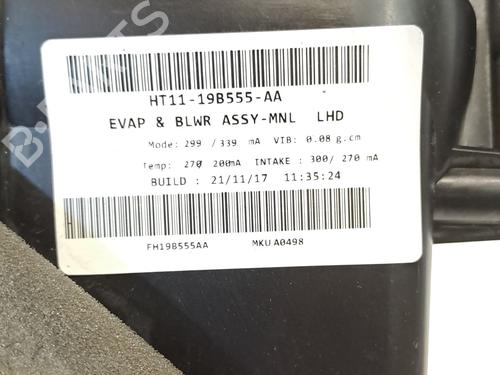 HT11-19B555-AA
EVAP & BLWR ASSY-MNL LHD
Mode: 299 /339 mA VIB: 0.08 g.cm
Temp: 270/ 200mA INTAKE : 300/ 270 mA
BUILD : 21/11/17 11:35:24
FH19B555AA MKU A0498